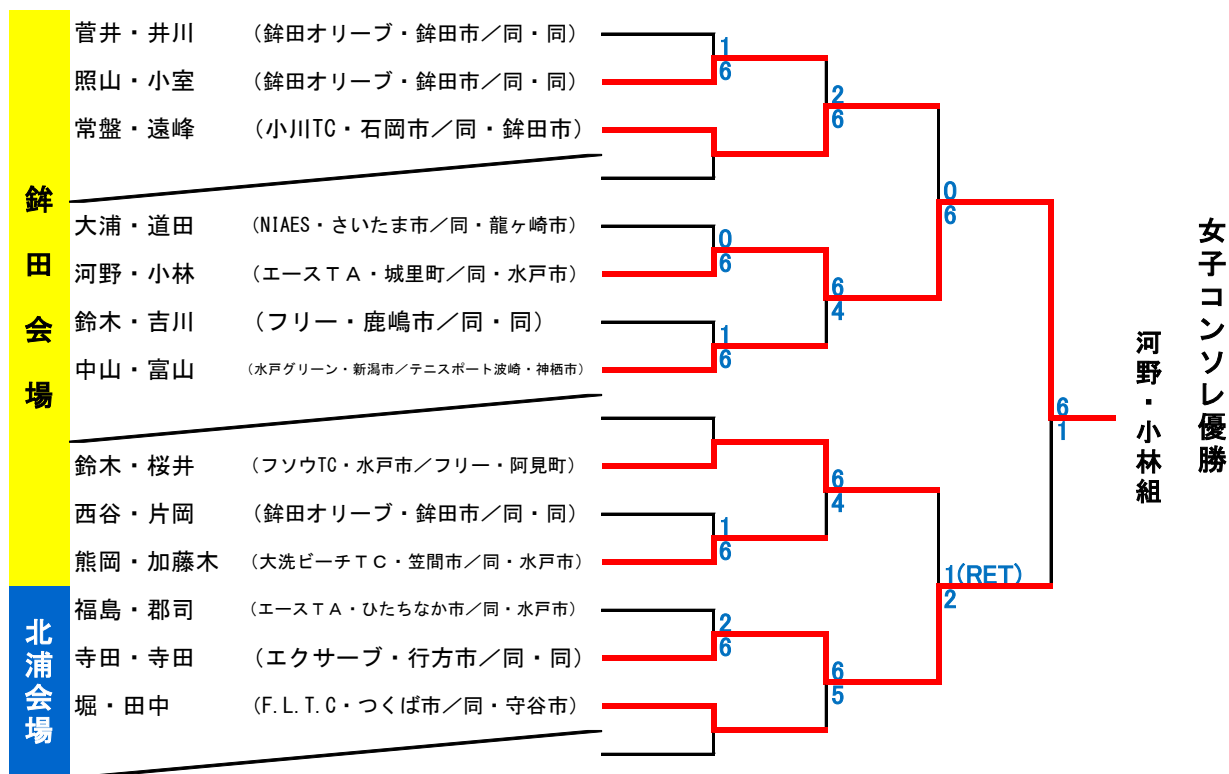 鉾田会場
北浦会場
菅井・井川 （鉾田オリーブ・鉾田市／同・同）
照山・小室 （鉾田オリーブ・鉾田市／同・同）
常盤・遠峰 （小川TC・石岡市／同・鉾田市）
大浦・道田 （NIAES・さいたま市／同・龍ヶ崎市）
河野・小林 （エースＴＡ・城里町／同・水戸市）
鈴木・吉川 （フリー・鹿嶋市／同・同）
中山・富山 （水戸グリーン・新潟市／テニスポート波崎・神栖市）
鈴木・桜井 （フソウTC・水戸市／フリー・阿見町）
西谷・片岡 （鉾田オリーブ・鉾田市／同・同）
熊岡・加藤木 （大洗ビーチＴＣ・笠間市／同・水戸市）
福島・郡司 （エースＴＡ・ひたちなか市／同・水戸市）
寺田・寺田 （エクサーブ・行方市／同・同）
堀・田中 （F.L.T.C・つくば市／同・守谷市）
1
6
0
6
1
6
1
6
2
6
2
6
6
4
6
4
6
5
0
6
1(RET)
2
6
1
女子コンソレ優勝
河野・小林組